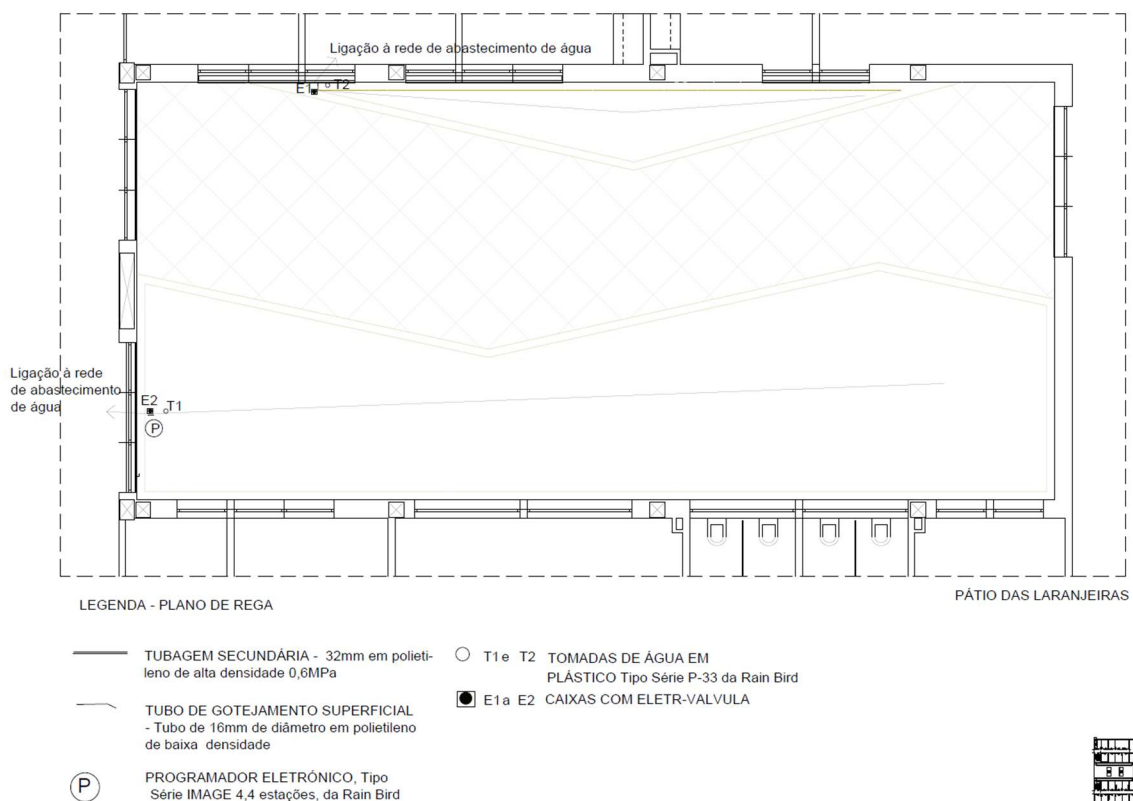 Ligação à rede de abastecimento de água
E1 T2
Ligação à rede
de abastecimento
de água
E2 T1
P
LEGENDA - PLANO DE REGA
PÁTIO DAS LARANJEIRAS
TUBAGEM SECUNDÁRIA - 32mm em polieti-
leno de alta densidade 0,6MPa
TUBO DE GOTEJAMENTO SUPERFICIAL
- Tubo de 16mm de diâmetro em polietileno
de baixa densidade
P
PROGRAMADOR ELETRÓNICO, Tipo
Série IMAGE 4,4 estações, da Rain Bird
T1 e T2 TOMADAS DE ÁGUA EM
PLÁSTICO Tipo Série P-33 da Rain Bird
E1a E2 CAIXAS COM ELETR-VALVULA